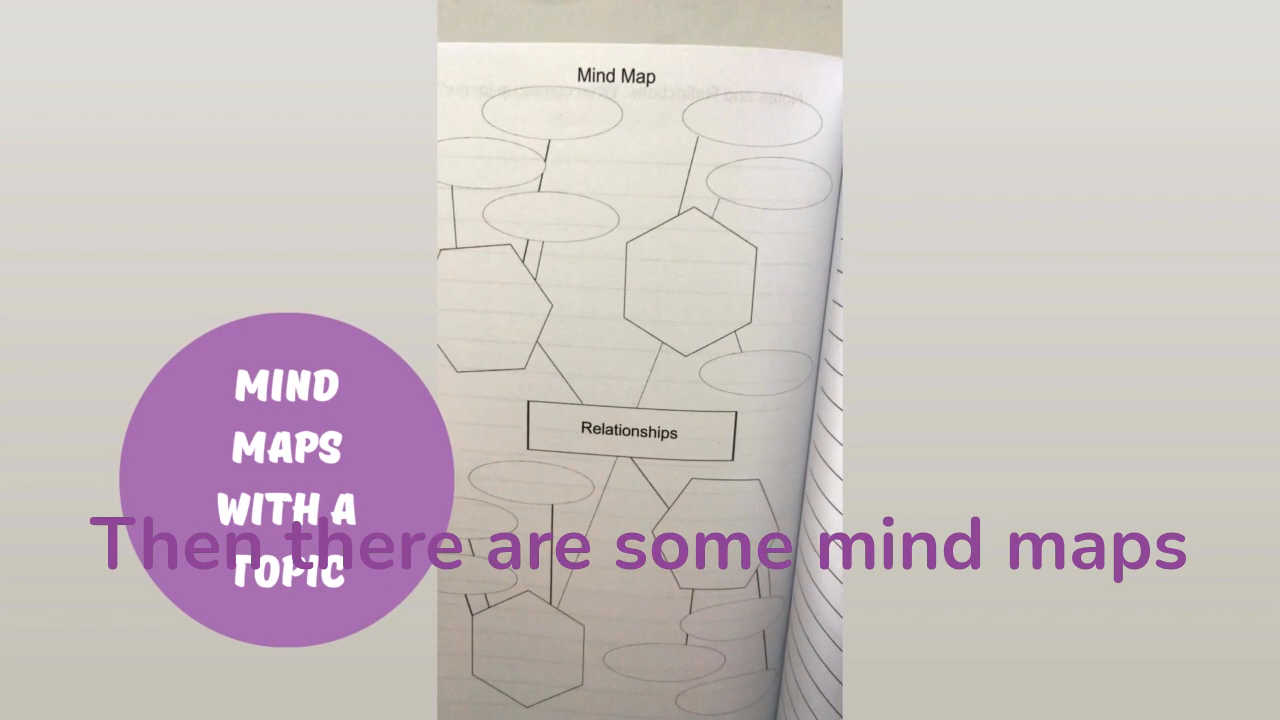 Mind Map
Relationships
MIND
MAPS
WITH A
TOPIC
Then there are some mind maps